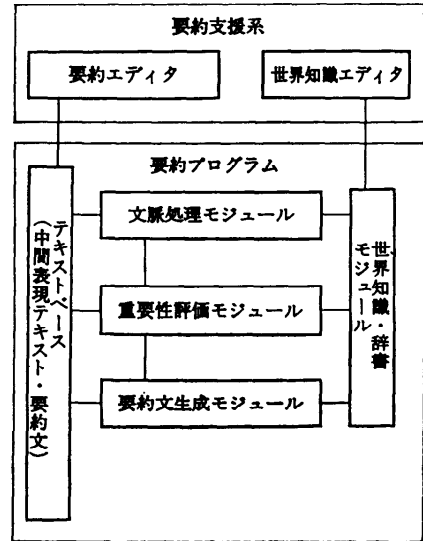 要約支援系
要約エディタ
世界知識エディタ
要約プログラム
テキストベース
(中間表現テキスト・要約文)
文脈処理モジュール
重要性評価モジュール
要約文生成モジュール
世界知識・辞書
モジュール